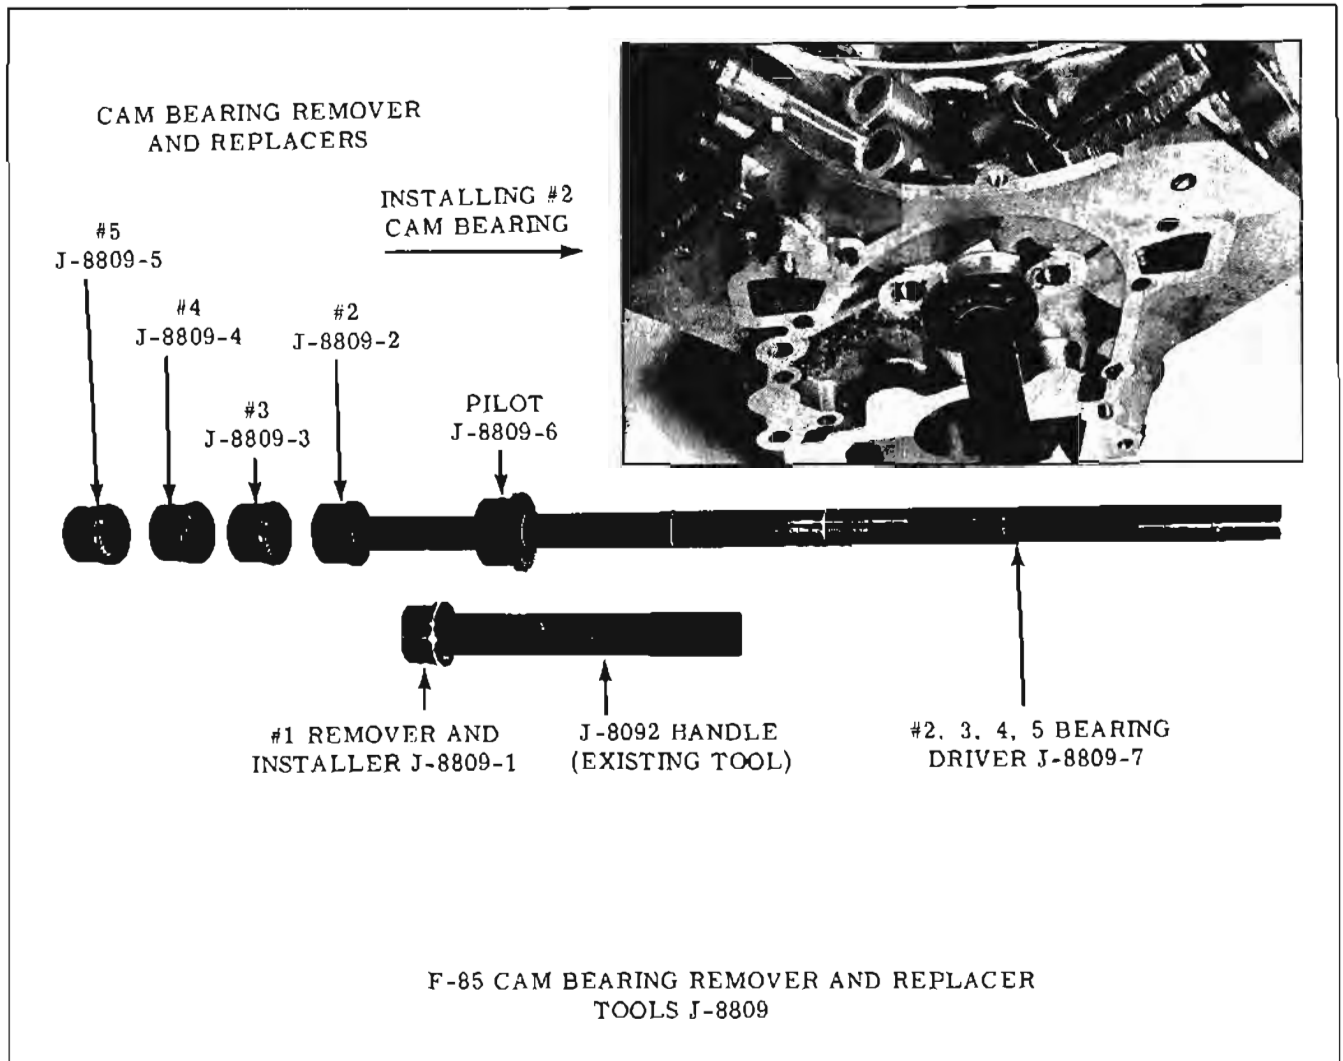 CAM BEARING REMOVER
AND REPLACERS
INSTALLING #2
CAM BEARING
#5
J-8809-5
#4
J-8809-4
#3
J-8809-3
#2
J-8809-2
PILOT
J-8809-6
#1 REMOVER AND
INSTALLER J-8809-1
J-8092 HANDLE
(EXISTING TOOL)
#2, 3, 4, 5 BEARING
DRIVER J-8809-7
F-85 CAM BEARING REMOVER AND REPLACER
TOOLS J-8809